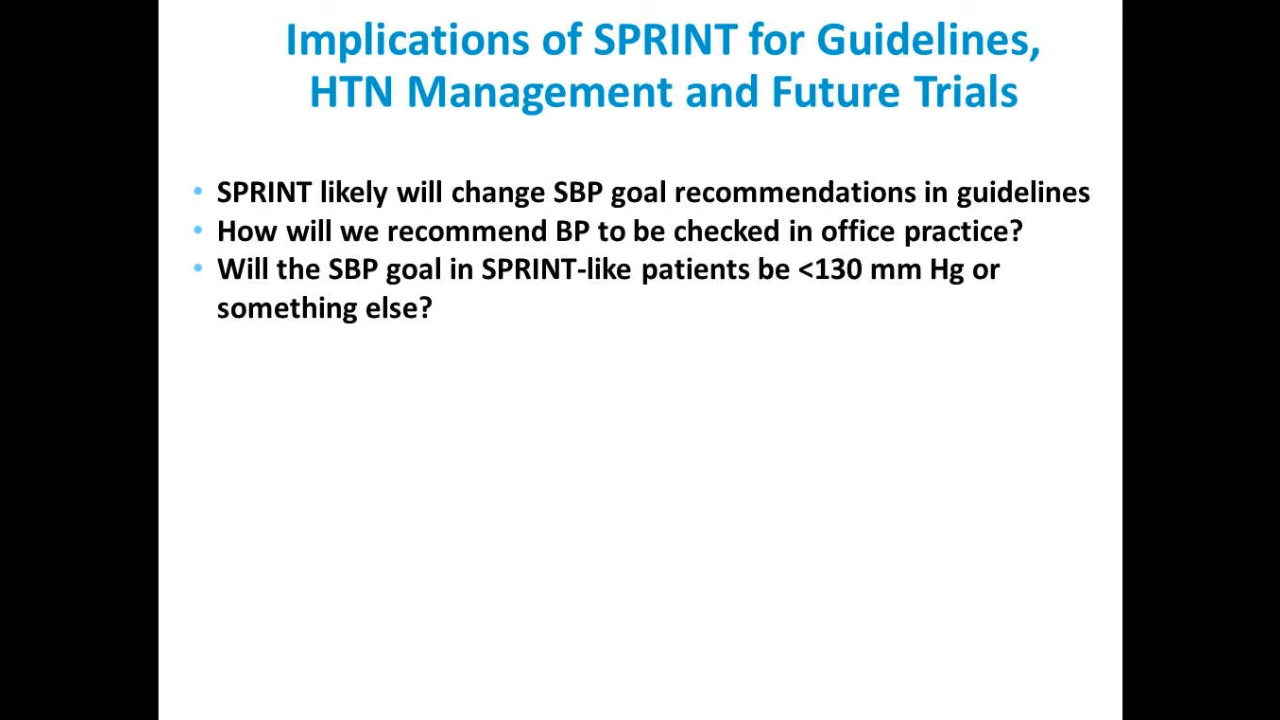 Implications of SPRINT for Guidelines,
HTN Management and Future Trials
• SPRINT likely will change SBP goal recommendations in guidelines
• How will we recommend BP to be checked in office practice?
• Will the SBP goal in SPRINT-like patients be <130 mm Hg or
something else?